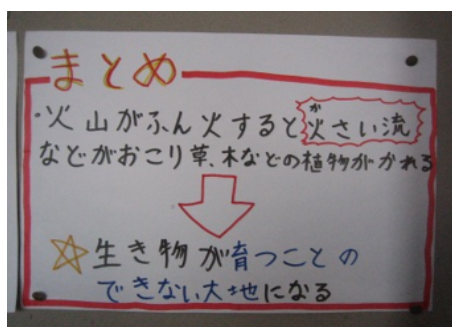 まとめ
・火山がふん火すると火さい流
などがおこり草、木などの植物がかれる
生き物が育つことの
できない大地になる